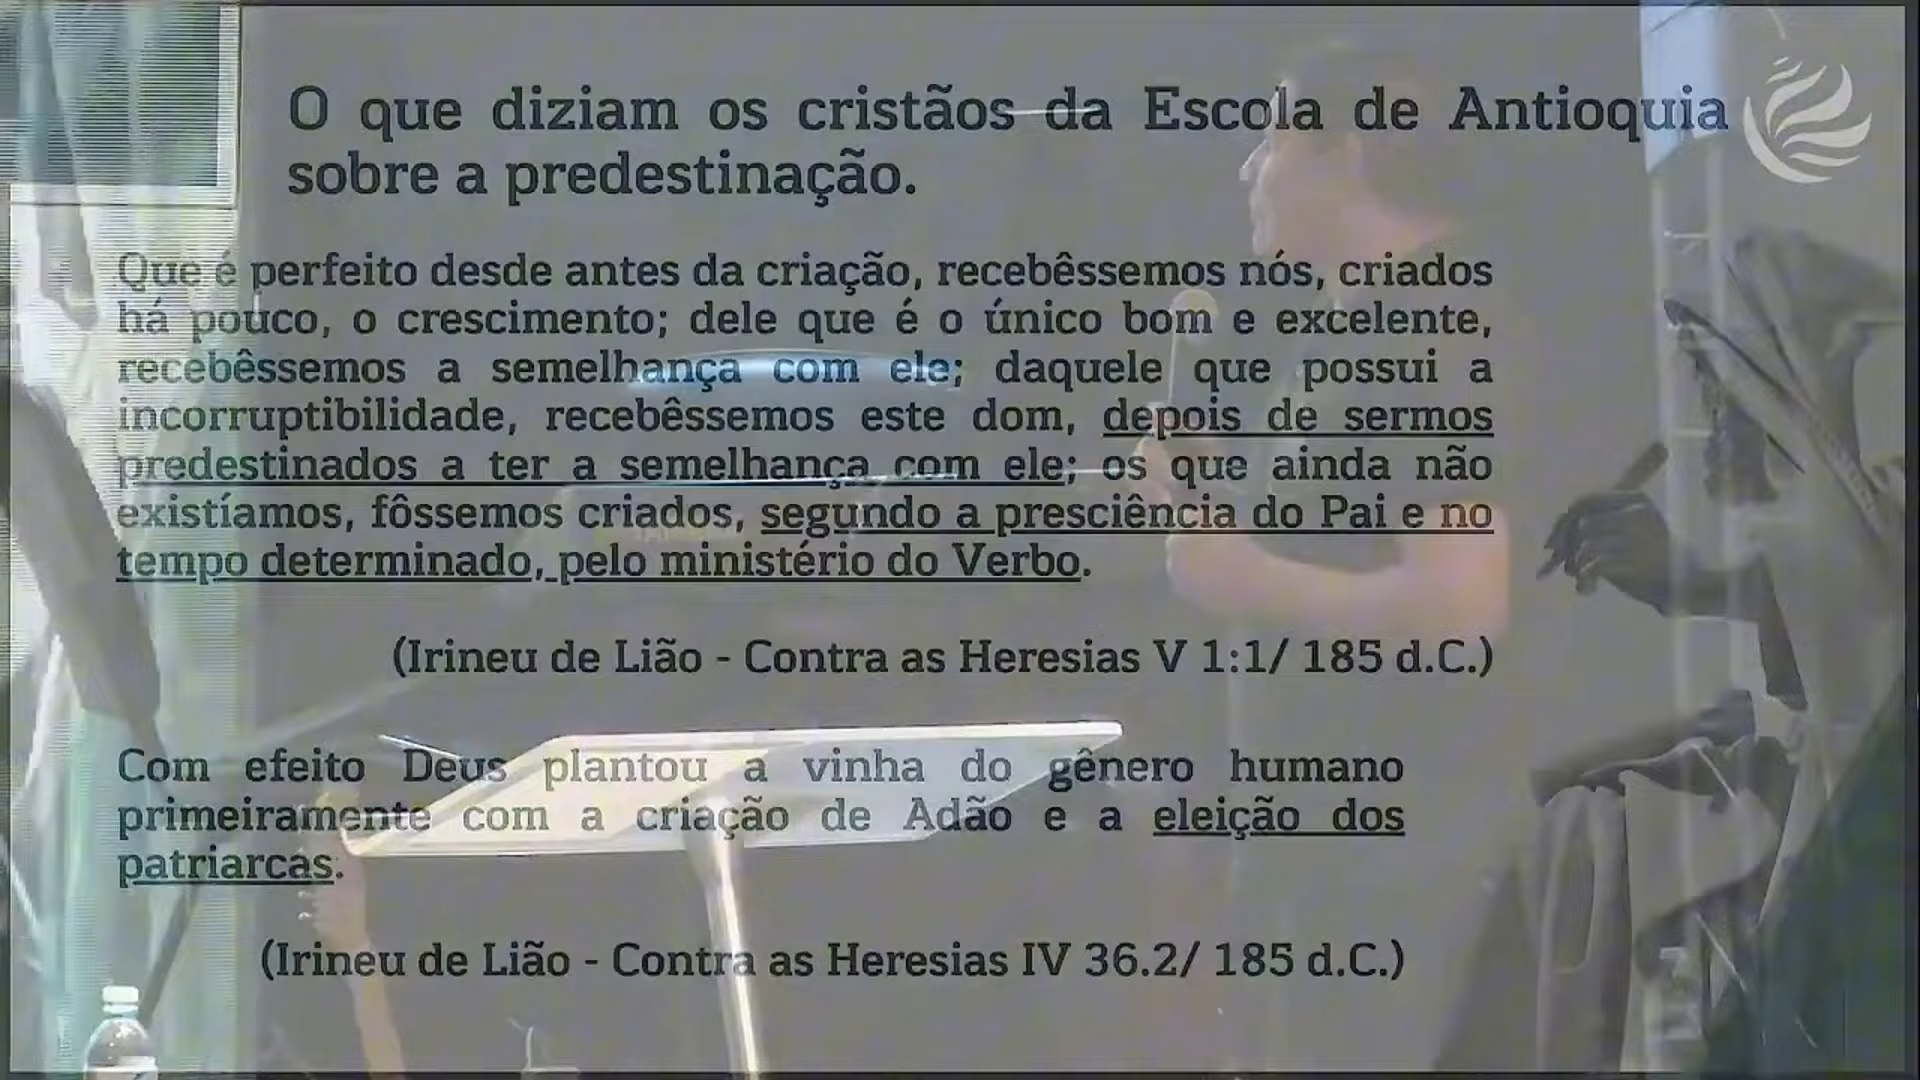 O que diziam os cristãos da Escola de Antioquia
sobre a predestinação.
Que é perfeito desde antes da criação, recebêssemos nós, criados
há pouco, o crescimento; dele que é o único bom e excelente,
recebêssemos a semelhança com ele; daquele que possui a
incorruptibilidade, recebêssemos este dom, depois de sermos
predestinados a ter a semelhança com ele; os que ainda não
existíamos, fôssemos criados, segundo a presciência do Pai e no
tempo determinado, pelo ministério do Verbo.
(Irineu de Lião - Contra as Heresias V 1:1/ 185 d.C.)
Com efeito Deus plantou a vinha do gênero humano
primeiramente com a criação de Adão e a eleição dos
patriarcas.
(Irineu de Lião - Contra as Heresias IV 36.2/ 185 d.C.)